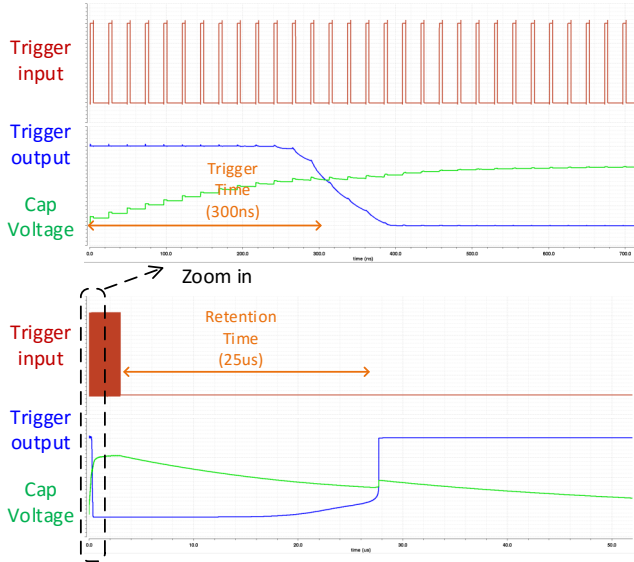 Trigger
input
Trigger
output
Cap
Voltage
Trigger
Time
(300ns)
0.0 100.0 200.0 300.0 400.0 500.0 600.0 700.0
time (ns)
Zoom in
Trigger
input
Retention
Time
(25us)
Trigger
output
Cap
Voltage
0.0 10.0 20.0 30.0 40.0 50.0
time (us)